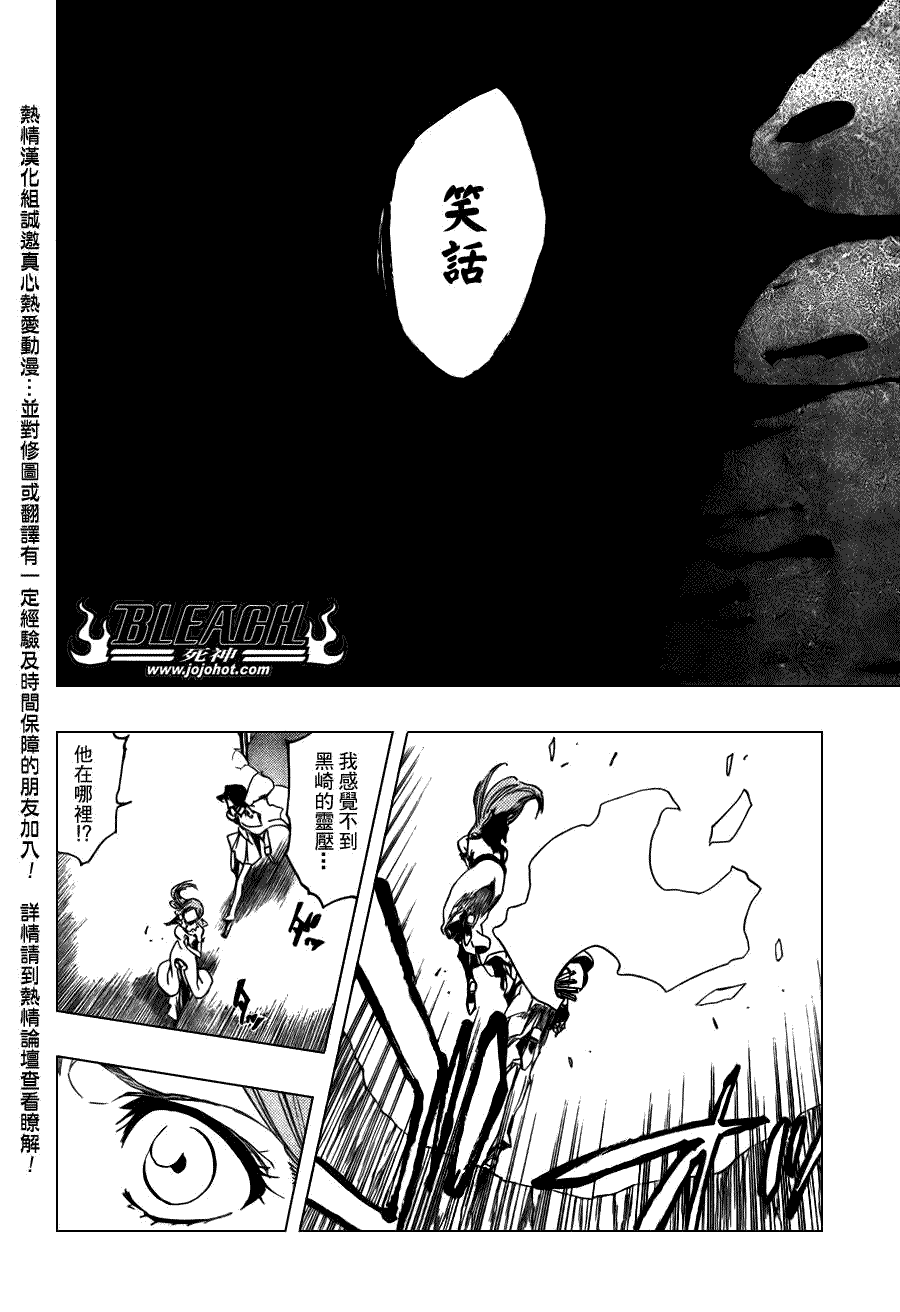 笑
話
BLEACH
死神
www.jojohot.com
我感覺不到
黑崎的靈壓…
他在哪裡!?
熱情漢化組誠邀真心熱愛動漫…並對修圖或翻譯有一定經驗及時間保障的朋友加入！ 詳情請到熱情論壇查看瞭解！